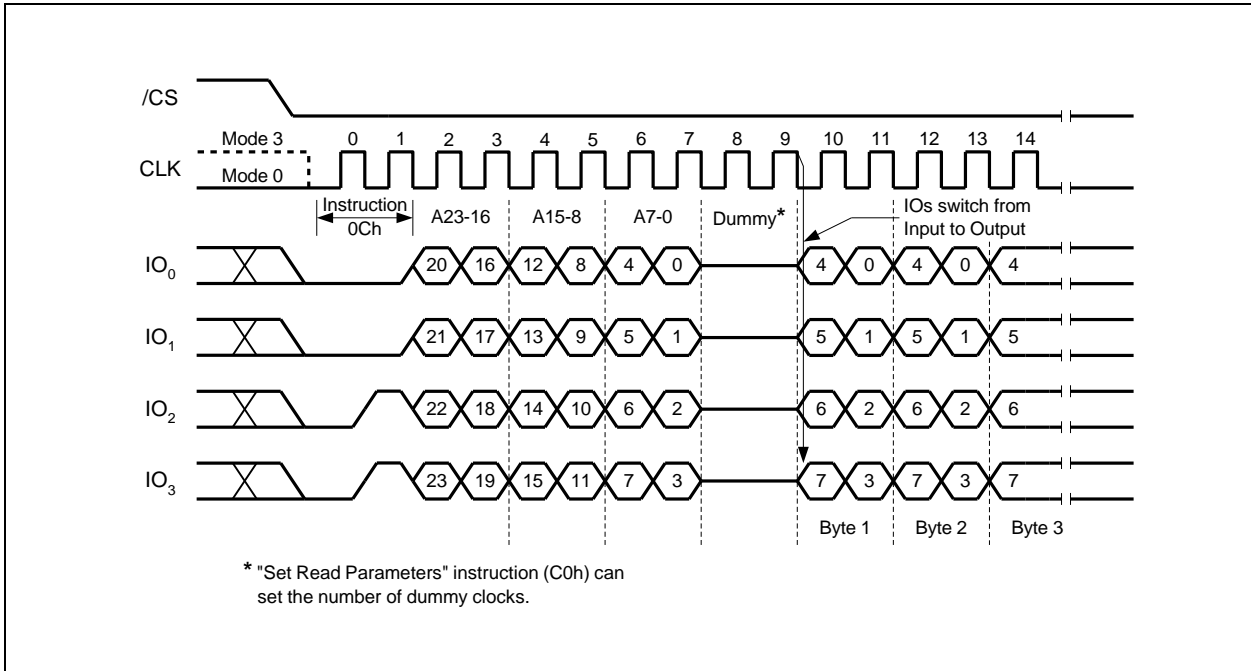 /CS
Mode 3
0 1 2 3 4 5 6 7 8 9 10 11 12 13 14
CLK
Mode 0
Instruction
0Ch
A23-16 A15-8 A7-0 Dummy*
IOs switch from
Input to Output
IO0 20 16 12 8 4 0 4 0 4 0 4
IO1 21 17 13 9 5 1 5 1 5 1 5
IO2 22 18 14 10 6 2 6 2 6 2 6
IO3 23 19 15 11 7 3 7 3 7 3 7
Byte 1 Byte 2 Byte 3
* "Set Read Parameters" instruction (C0h) can
set the number of dummy clocks.